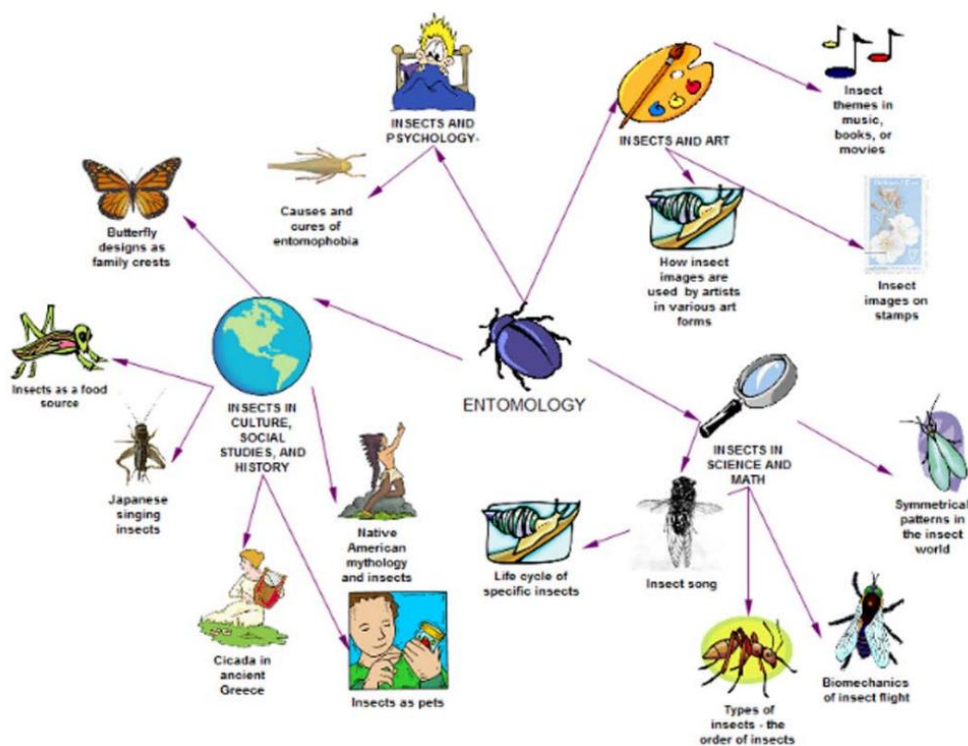 INSECTS AND
PSYCHOLOGY-
INSECTS AND ART
Insect
themes in
music,
books, or
movies
Causes and
cures of
entomophobia
Butterfly
designs as
family crests
How insect
images are
used by artists
in various art
forms
Insect
images on
stamps
Insects as a food
source
INSECTS IN
CULTURE,
SOCIAL
STUDIES, AND
HISTORY
ENTOMOLOGY
INSECTS IN
SCIENCE AND
MATH
Japanese
singing
insects
Native
American
mythology
and insects
Life cycle of
specific insects
Insect song
Symmetrical
patterns in
the insect
world
Cicada in
ancient
Greece
Insects as pets
Types of
insects - the
order of insects
Biomechanics
of insect flight